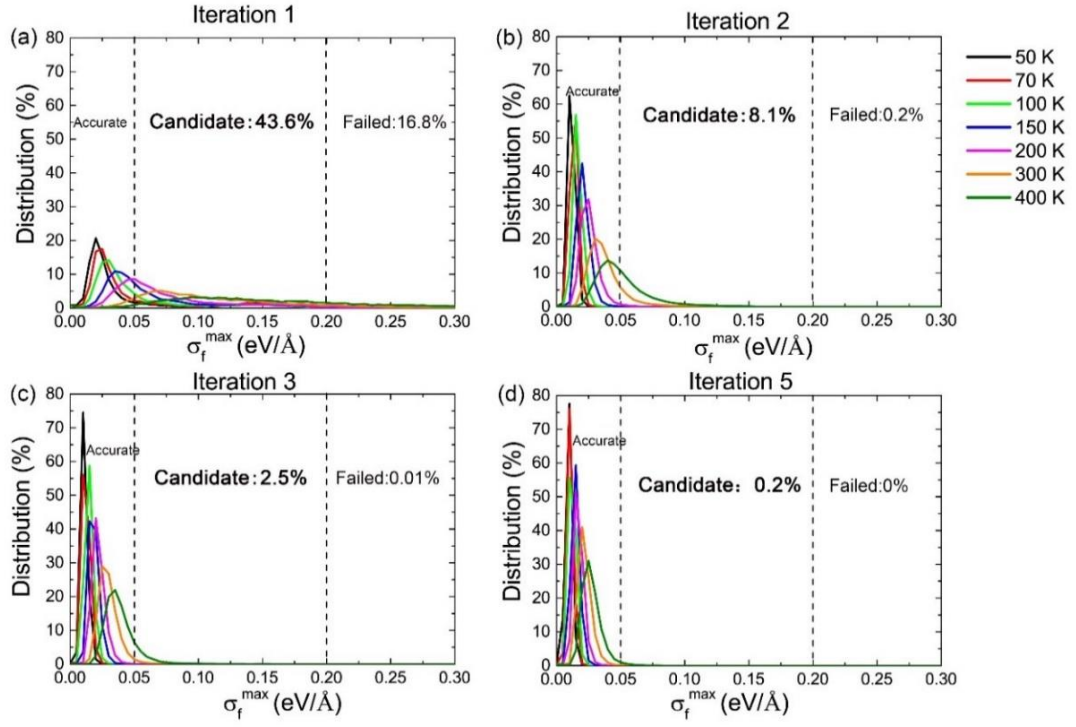 Iteration 1
(a)
80
70
60
50
40
30
20
10
0
Distribution (%)
Accurate
Candidate:43.6%
Failed:16.8%
0.00 0.05 0.10 0.15 0.20 0.25 0.30
σf max (eV/Å)
Iteration 2
(b)
80
70
60
50
40
30
20
10
0
Distribution (%)
Accurate
Candidate:8.1%
Failed:0.2%
0.00 0.05 0.10 0.15 0.20 0.25 0.30
σf max (eV/Å)
50 K
70 K
100 K
150 K
200 K
300 K
400 K
Iteration 3
(c)
80
70
60
50
40
30
20
10
0
Distribution (%)
Accurate
Candidate:2.5%
Failed:0.01%
0.00 0.05 0.10 0.15 0.20 0.25 0.30
σf max (eV/Å)
Iteration 5
(d)
80
70
60
50
40
30
20
10
0
Distribution (%)
Accurate
Candidate: 0.2%
Failed:0%
0.00 0.05 0.10 0.15 0.20 0.25 0.30
σf max (eV/Å)